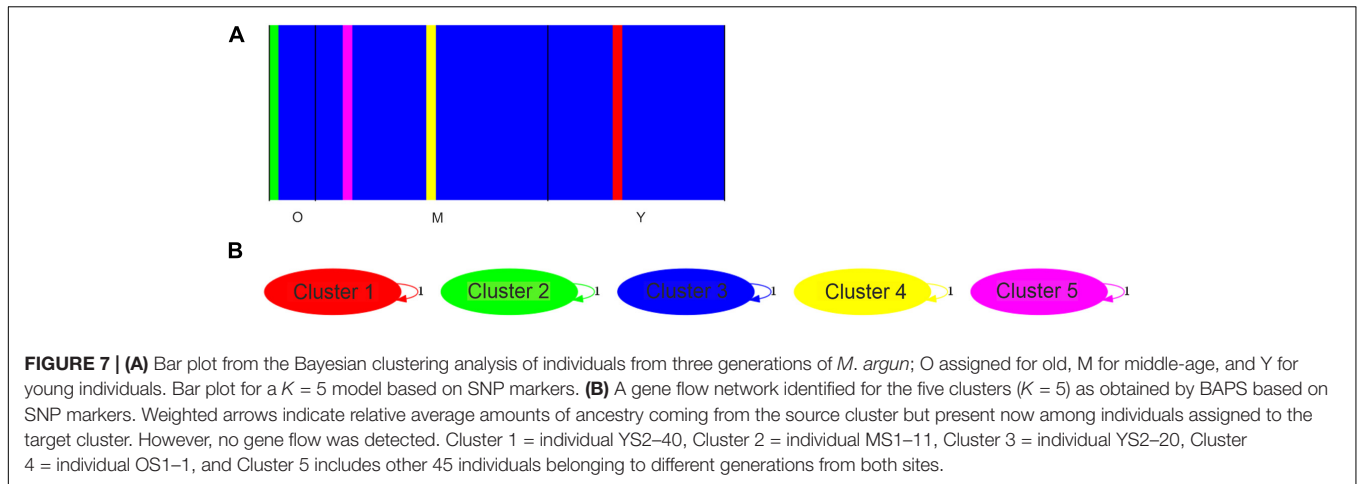 A
O M Y
B
Cluster 1 1 Cluster 2 1 Cluster 3 1 Cluster 4 1 Cluster 5 1
FIGURE 7 | (A) Bar plot from the Bayesian clustering analysis of individuals from three generations of M. argun; O assigned for old, M for middle-age, and Y for
young individuals. Bar plot for a K = 5 model based on SNP markers. (B) A gene flow network identified for the five clusters (K = 5) as obtained by BAPS based on
SNP markers. Weighted arrows indicate relative average amounts of ancestry coming from the source cluster but present now among individuals assigned to the
target cluster. However, no gene flow was detected. Cluster 1 = individual YS2–40, Cluster 2 = individual MS1–11, Cluster 3 = individual YS2–20, Cluster
4 = individual OS1–1, and Cluster 5 includes other 45 individuals belonging to different generations from both sites.